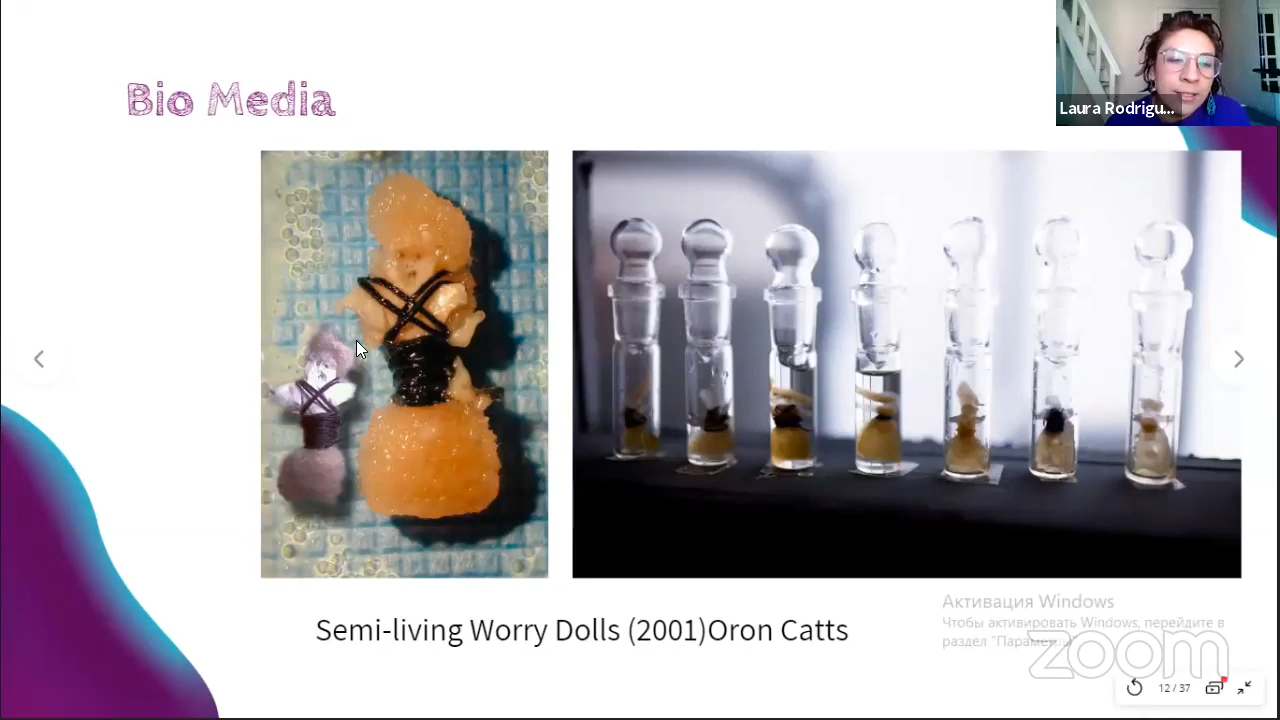 Bio Media
Laura Rodrigu...
Semi-living Worry Dolls (2001)Oron Catts
Активация Windows
Чтобы активировать Windows, перейдите в
раздел "Параметры"
zoom
12 / 37